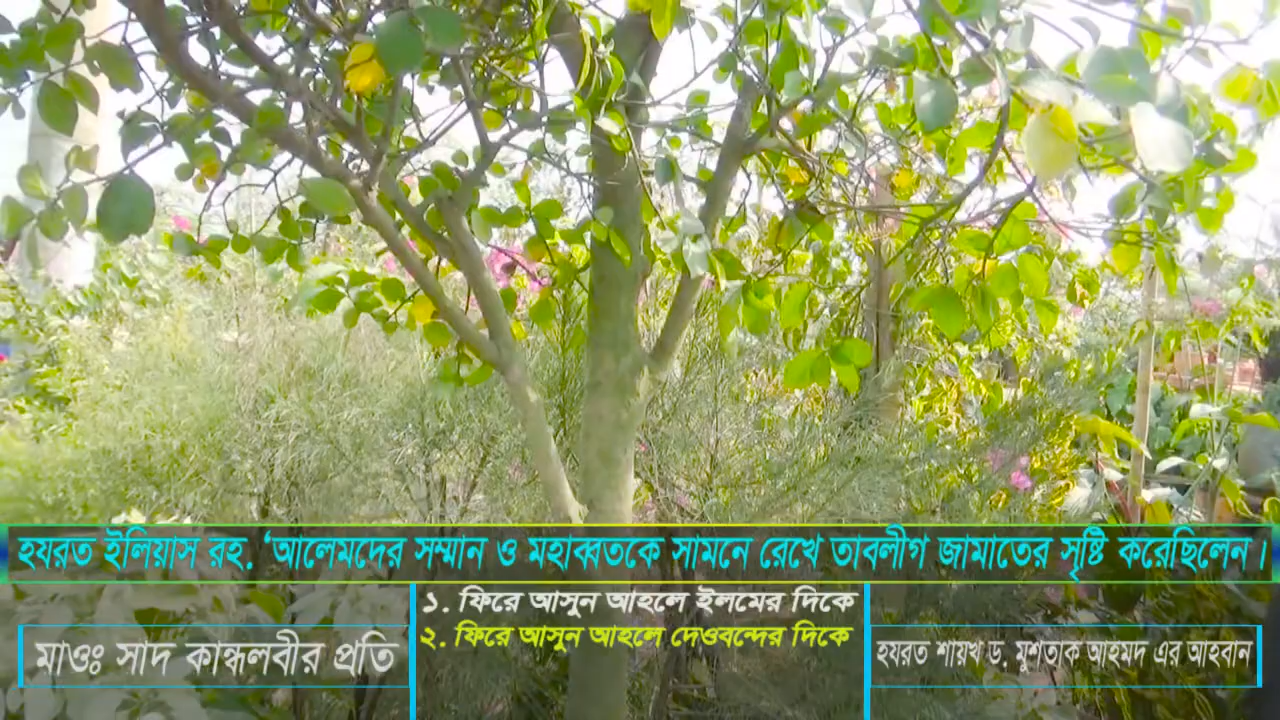 হযরত ইলিয়াস রহ. ‘আলেমদের সম্মান ও মহাব্বতকে সামনে রেখে তাবলীগ জামাতের সৃষ্টি করেছিলেন।
১. ফিরে আসুন আহলে ইলমের দিকে
২. ফিরে আসুন আহলে দেওবন্দের দিকে
মাওঃ সাদ কান্ধলবীর প্রতি
হযরত শায়খ ড. মুশতাক আহমদ এর আহবান